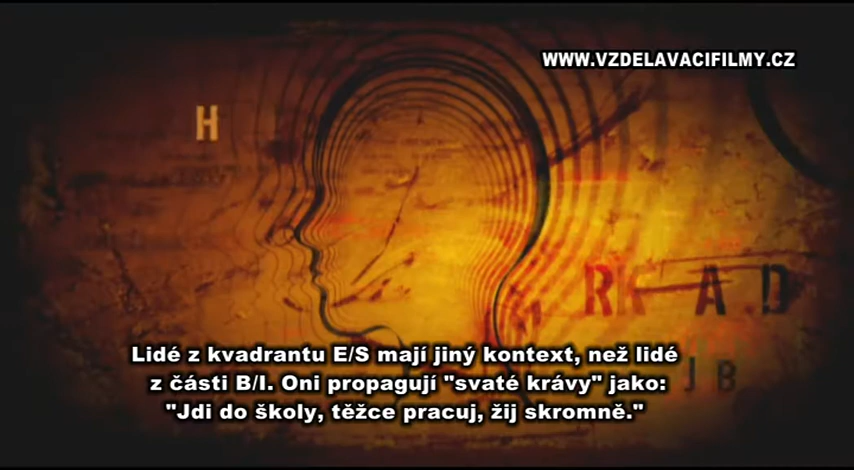 WWW.VZDELAVACIFILMY.CZ
H
RK A D
J B
Lidé z kvadrantu E/S mají jiný kontext, než lidé
z části B/I. Oni propagují "svaté krávy" jako:
"Jdi do školy, těžce pracuj, žij skromně."